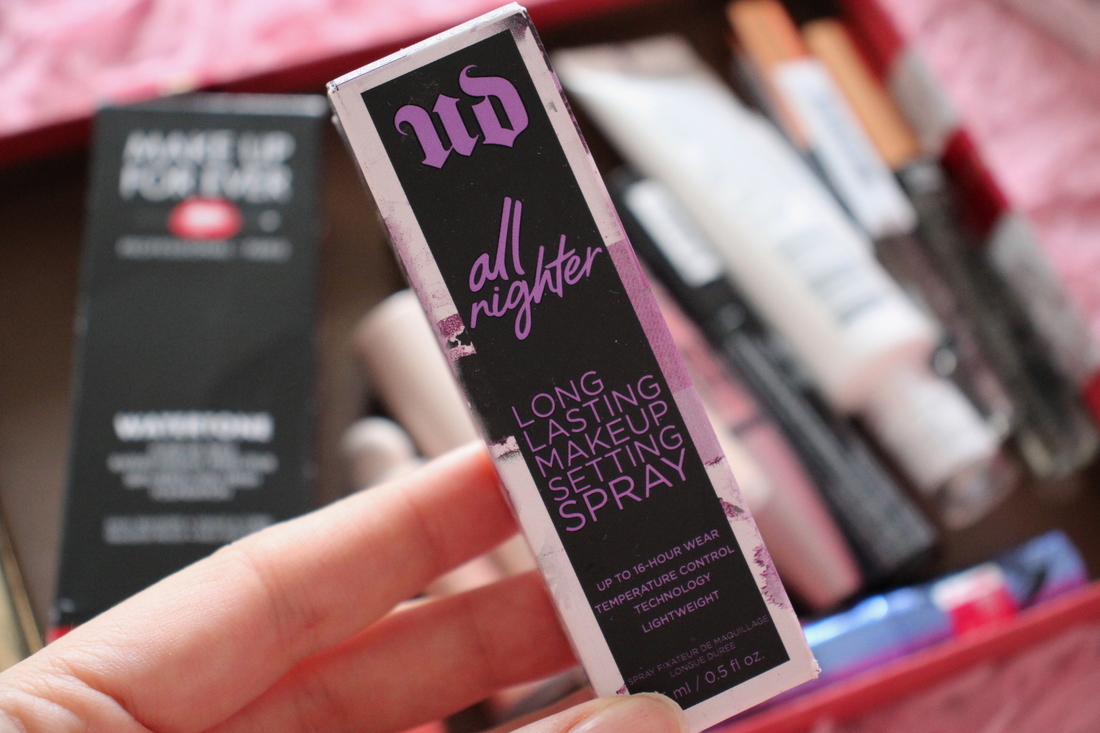 MAKE UP
FOR EVER
WATERTONE
ud
all
nighter
LONG
LASTING
MAKEUP
SETTING
SPRAY
UP TO 16-HOUR WEAR
TEMPERATURE CONTROL
TECHNOLOGY
LIGHTWEIGHT
SPRAY FIXATEUR DE MAQUILLAGE
LONGUE DURÉE
ml / 0.5 fl oz.